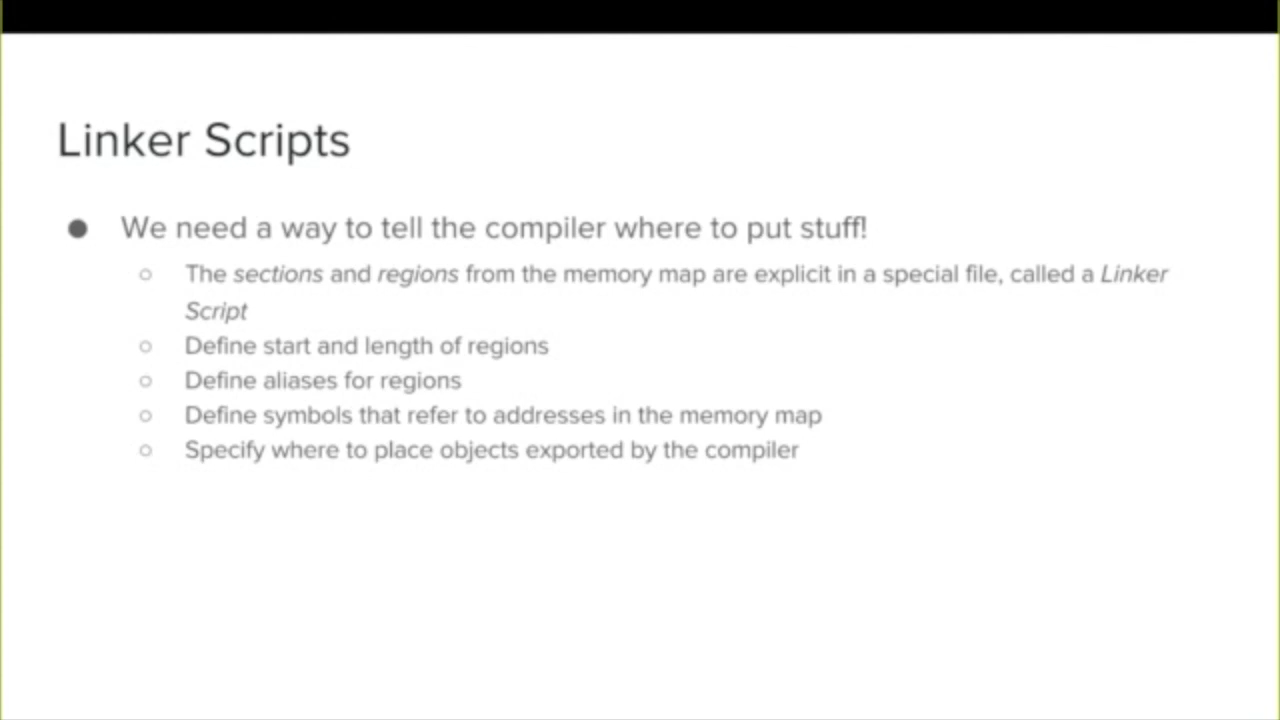 Linker Scripts
● We need a way to tell the compiler where to put stuff!
○ The sections and regions from the memory map are explicit in a special file, called a Linker
Script
○ Define start and length of regions
○ Define aliases for regions
○ Define symbols that refer to addresses in the memory map
○ Specify where to place objects exported by the compiler